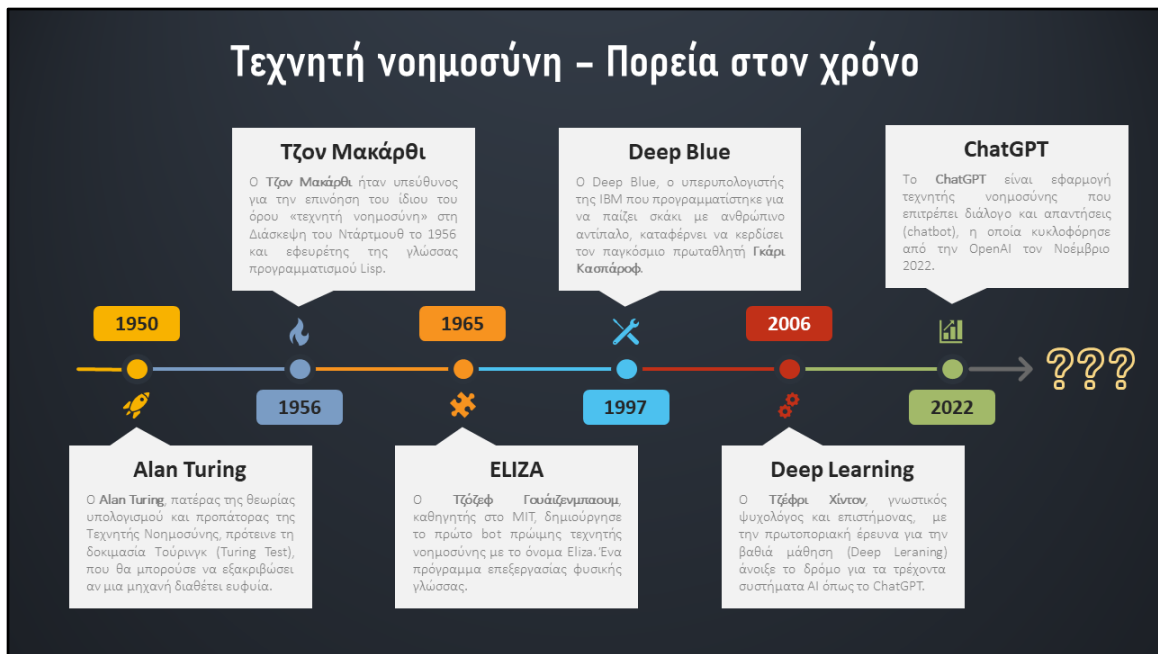 Τεχνητή νοημοσύνη – Πορεία στον χρόνο
Τζον Μακάρθι
Ο Τζον Μακάρθι ήταν υπεύθυνος
για την επινόηση του ίδιου του
όρου «τεχνητή νοημοσύνη» στη
Διάσκεψη του Ντάρτμουθ το 1956
και εφευρέτης της γλώσσας
προγραμματισμού Lisp.
Deep Blue
Ο Deep Blue, ο υπερυπολογιστής
της IBM που προγραμματίστηκε για
να παίζει σκάκι με ανθρώπινο
αντίπαλο, καταφέρνει να κερδίσει
τον παγκόσμιο πρωταθλητή Γκάρι
Κασπάροφ.
ChatGPT
Το ChatGPT είναι εφαρμογή
τεχνητής νοημοσύνης που
επιτρέπει διάλογο και απαντήσεις
(chatbot), η οποία κυκλοφόρησε
από την OpenAI τον Νοέμβριο
2022.
1950
1965
2006
???
1956
1997
2022
Alan Turing
Ο Alan Turing, πατέρας της θεωρίας
υπολογισμού και προπάτορας της
Τεχνητής Νοημοσύνης, πρότεινε τη
δοκιμασία Τούρινγκ (Turing Test),
που θα μπορούσε να εξακριβώσει
αν μια μηχανή διαθέτει ευφυία.
ELIZA
Ο Τζόζεφ Γουάιζενμπαουμ,
καθηγητής στο MIT, δημιούργησε
το πρώτο bot πρώιμης τεχνητής
νοημοσύνης με το όνομα Eliza. Ένα
πρόγραμμα επεξεργασίας φυσικής
γλώσσας.
Deep Learning
Ο Τζέφρι Χίντον, γνωστικός
ψυχολόγος και επιστήμονας, με
την πρωτοποριακή έρευνα για την
βαθιά μάθηση (Deep Leraning)
άνοιξε το δρόμο για τα τρέχοντα
συστήματα AI όπως το ChatGPT.